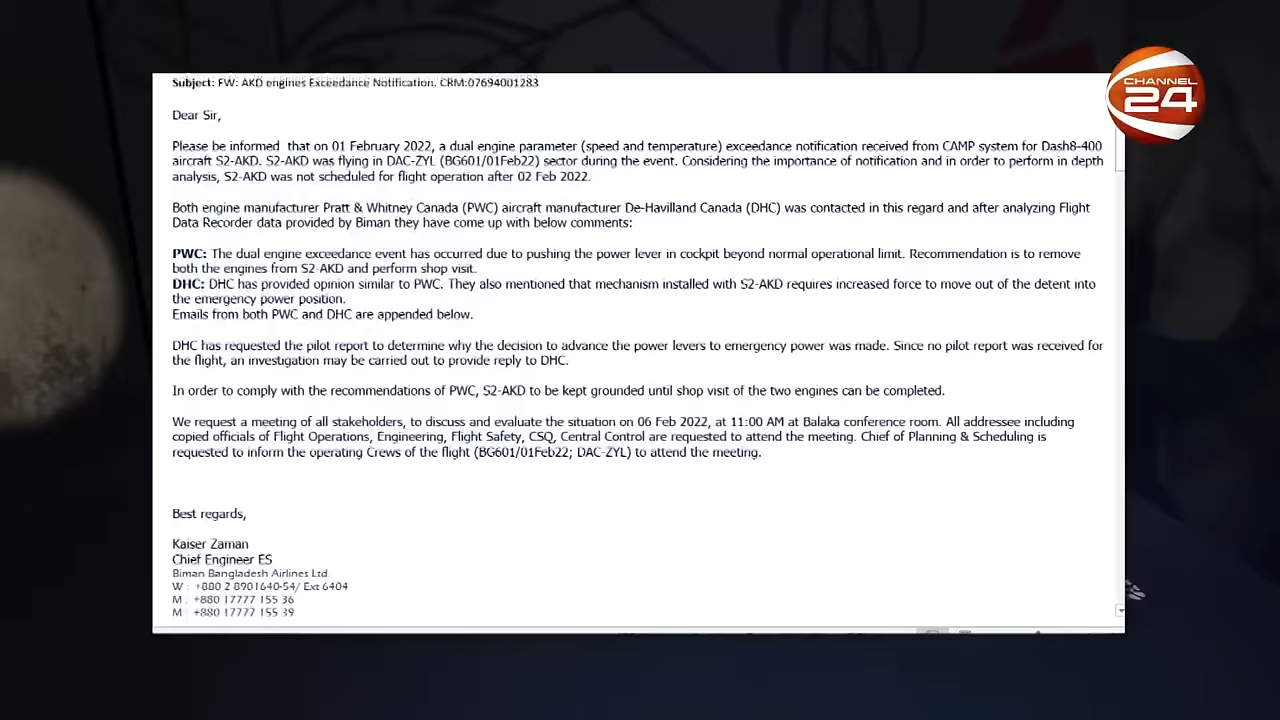 CHANNEL
24
Subject: FW: AKD engines Exceedance Notification. CRM:07694001283
Dear Sir,
Please be informed that on 01 February 2022, a dual engine parameter (speed and temperature) exceedance notification received from CAMP system for Dash8-400
aircraft S2-AKD. S2-AKD was flying in DAC-ZYL (BG601/01Feb22) sector during the event. Considering the importance of notification and in order to perform in depth
analysis, S2-AKD was not scheduled for flight operation after 02 Feb 2022.
Both engine manufacturer Pratt & Whitney Canada (PWC) aircraft manufacturer De-Havilland Canada (DHC) was contacted in this regard and after analyzing Flight
Data Recorder data provided by Biman they have come up with below comments:
PWC: The dual engine exceedance event has occurred due to pushing the power lever in cockpit beyond normal operational limit. Recommendation is to remove
both the engines from S2-AKD and perform shop visit.
DHC: DHC has provided opinion similar to PWC. They also mentioned that mechanism installed with S2-AKD requires increased force to move out of the detent into
the emergency power position.
Emails from both PWC and DHC are appended below.
DHC has requested the pilot report to determine why the decision to advance the power levers to emergency power was made. Since no pilot report was received for
the flight, an investigation may be carried out to provide reply to DHC.
In order to comply with the recommendations of PWC, S2-AKD to be kept grounded until shop visit of the two engines can be completed.
We request a meeting of all stakeholders, to discuss and evaluate the situation on 06 Feb 2022, at 11:00 AM at Balaka conference room. All addressee including
copied officials of Flight Operations, Engineering, Flight Safety, CSQ, Central Control are requested to attend the meeting. Chief of Planning & Scheduling is
requested to inform the operating Crews of the flight (BG601/01Feb22; DAC-ZYL) to attend the meeting.
Best regards,
Kaiser Zaman
Chief Engineer ES
Biman Bangladesh Airlines Ltd.
W : +880 2 8901640-54/ Ext 6404
M : +880 17777 155 36
M : +880 17777 155 39